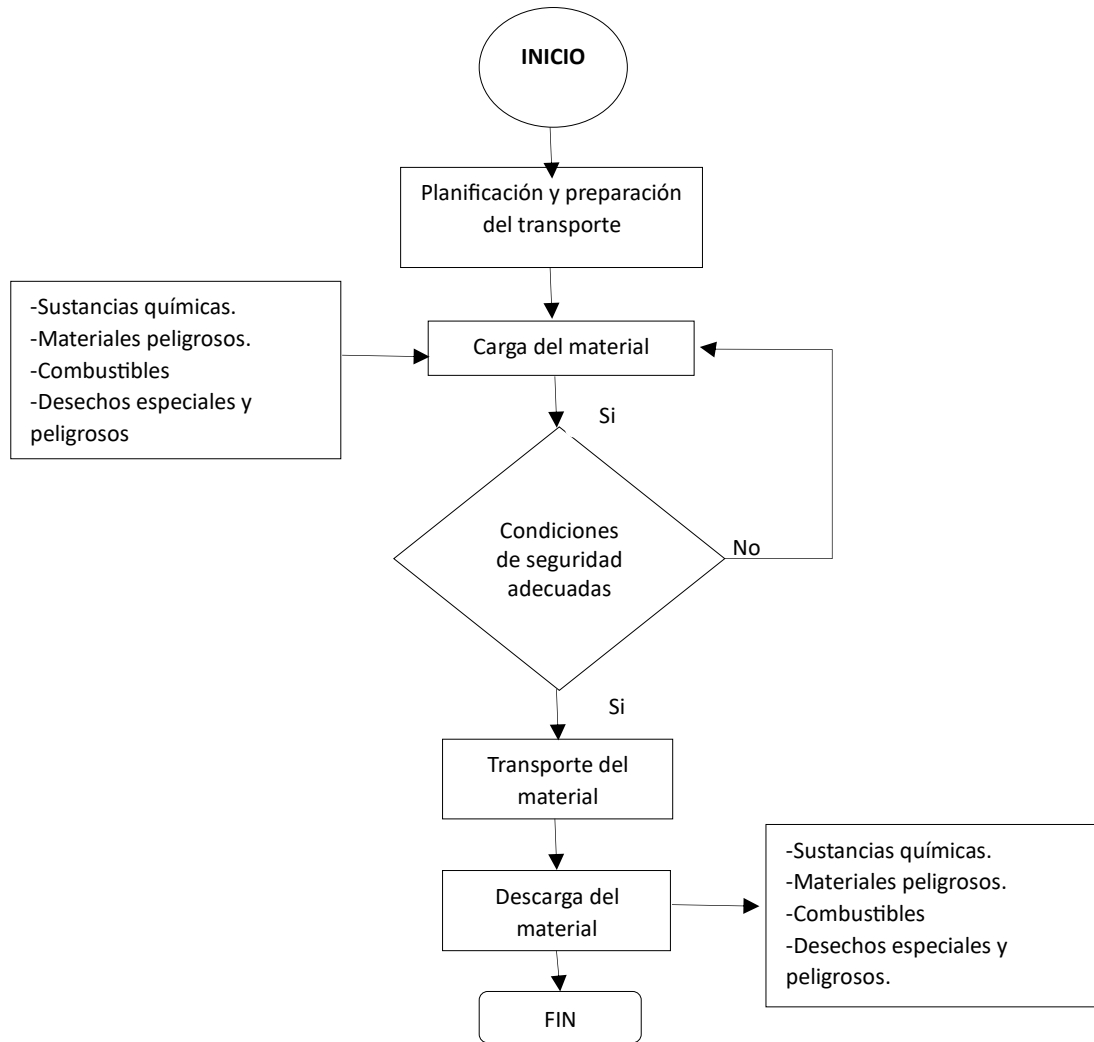 INICIO
Planificación y preparación
del transporte
-Sustancias químicas.
-Materiales peligrosos.
-Combustibles
-Desechos especiales y
peligrosos
Carga del material
Si
Condiciones
de seguridad
adecuadas
No
Si
Transporte del
material
Descarga del
material
-Sustancias químicas.
-Materiales peligrosos.
-Combustibles
-Desechos especiales y
peligrosos.
FIN